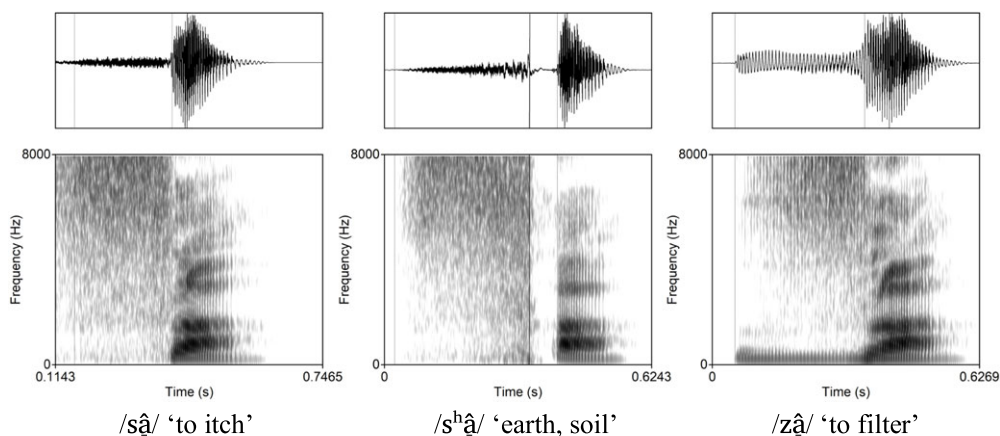 8000
Frequency (Hz)
0
0.1143
0.7465
Time (s)
/sâ̰/ ‘to itch’
8000
Frequency (Hz)
0
0
0.6243
Time (s)
/sʰâ̰/ ‘earth, soil’
8000
Frequency (Hz)
0
0
0.6269
Time (s)
/zâ̰/ ‘to filter’